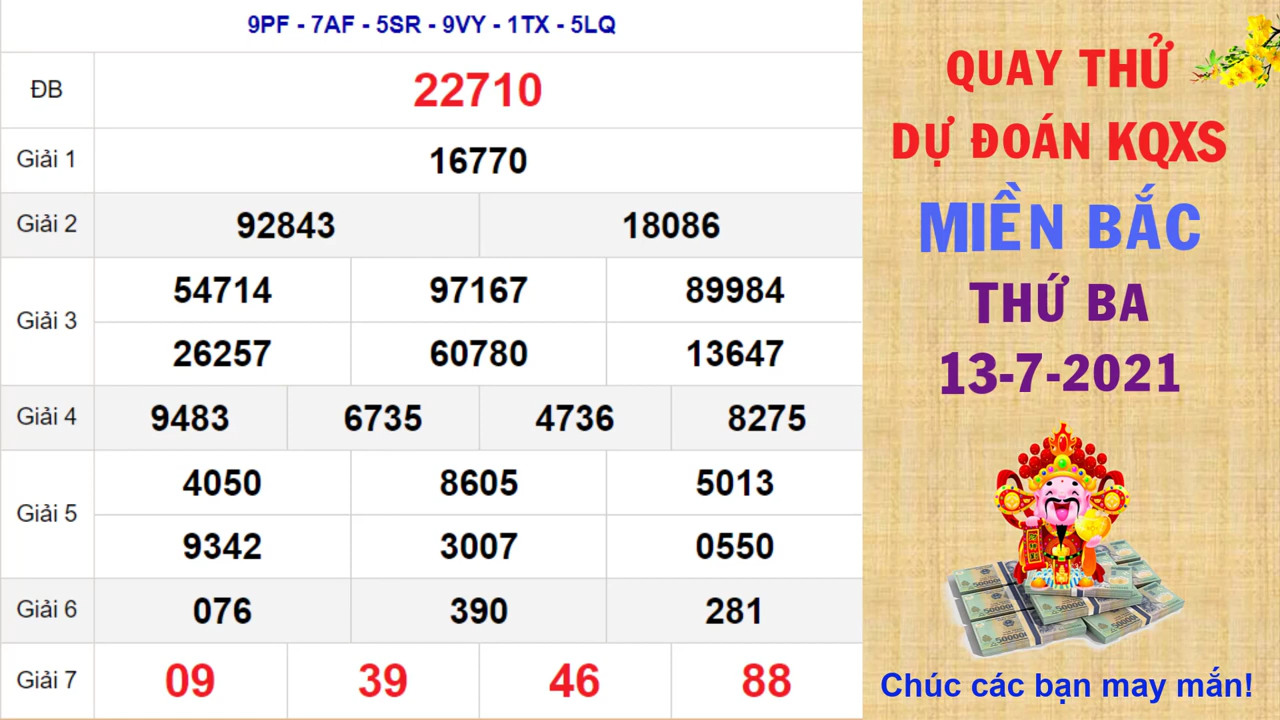 9PF - 7AF - 5SR - 9VY - 1TX - 5LQ
ĐB 22710
Giải 1 16770
Giải 2 92843 18086
Giải 3 54714 97167 89984
26257 60780 13647
Giải 4 9483 6735 4736 8275
Giải 5 4050 8605 5013
9342 3007 0550
Giải 6 076 390 281
Giải 7 09 39 46 88
QUAY THỬ
DỰ ĐOÁN KQXS
MIỀN BẮC
THỨ BA
13-7-2021
Chúc các bạn may mắn!